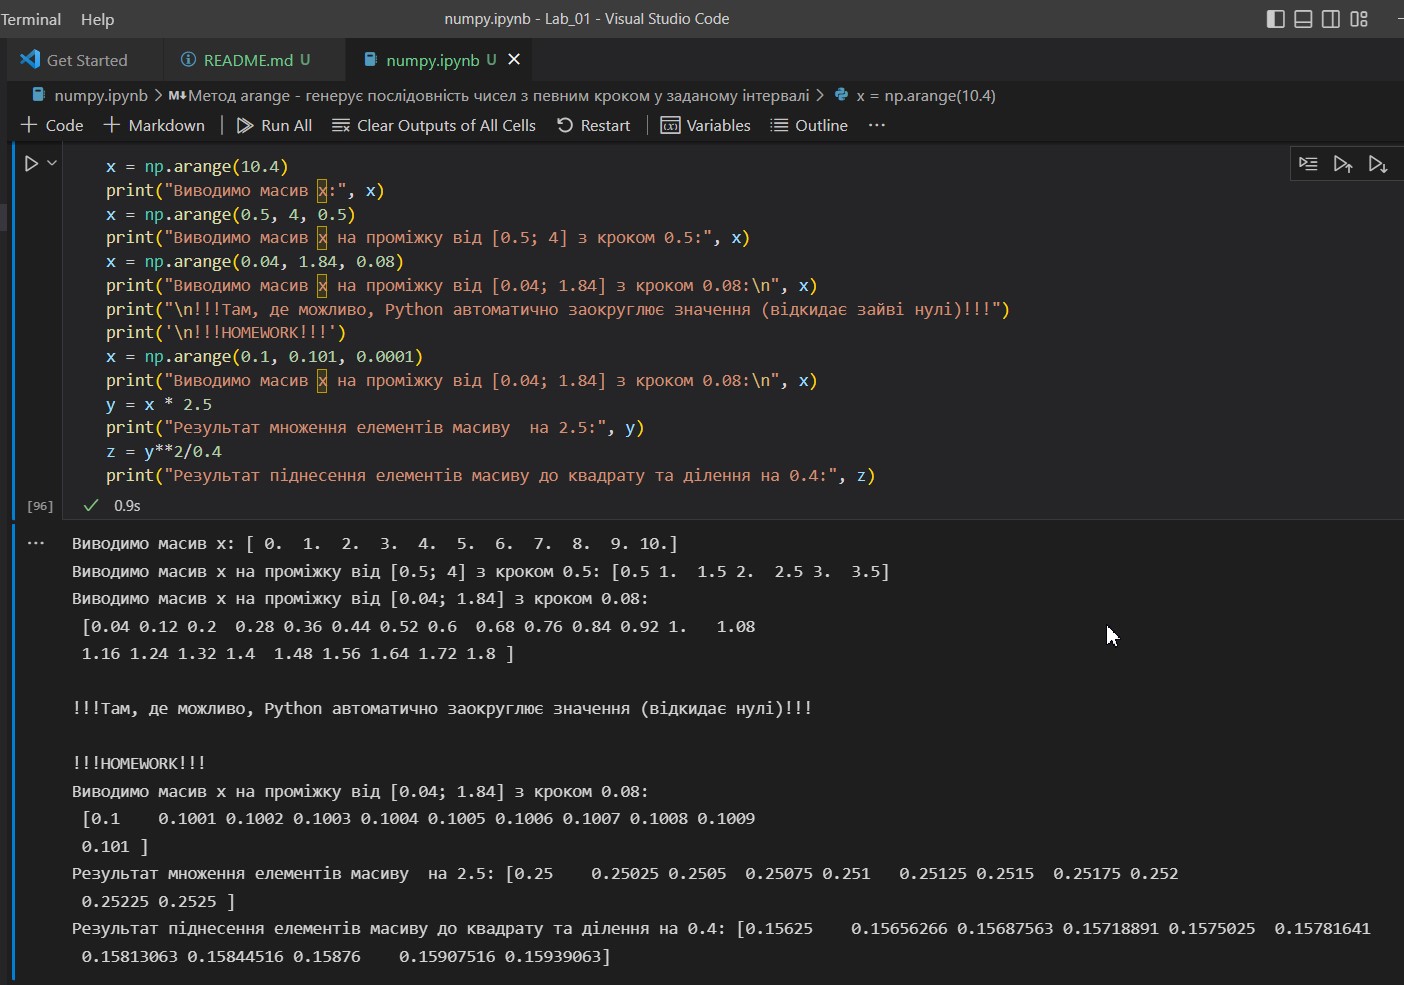 Terminal Help numpy.ipynb - Lab_01 - Visual Studio Code
Get Started README.md U numpy.ipynb U
numpy.ipynb > M↓Метод arange - генерує послідовність чисел з певним кроком у заданому інтервалі > x = np.arange(10.4)
+ Code + Markdown | Run All Clear Outputs of All Cells Restart | Variables Outline ...
x = np.arange(10.4)
print("Виводимо масив x:", x)
x = np.arange(0.5, 4, 0.5)
print("Виводимо масив x на проміжку від [0.5; 4] з кроком 0.5:", x)
x = np.arange(0.04, 1.84, 0.08)
print("Виводимо масив x на проміжку від [0.04; 1.84] з кроком 0.08:\n", x)
print("\n!!!Там, де можливо, Python автоматично заокруглює значення (відкидає зайві нулі)!!!")
print('\n!!!HOMEWORK!!!')
x = np.arange(0.1, 0.101, 0.0001)
print("Виводимо масив x на проміжку від [0.04; 1.84] з кроком 0.08:\n", x)
y = x * 2.5
print("Результат множення елементів масиву  на 2.5:", y)
z = y**2/0.4
print("Результат піднесення елементів масиву до квадрату та ділення на 0.4:", z)
[96] ✓ 0.9s
... Виводимо масив x: [ 0.  1.  2.  3.  4.  5.  6.  7.  8.  9. 10.]
Виводимо масив x на проміжку від [0.5; 4] з кроком 0.5: [0.5 1.  1.5 2.  2.5 3.  3.5]
Виводимо масив x на проміжку від [0.04; 1.84] з кроком 0.08:
[0.04 0.12 0.2  0.28 0.36 0.44 0.52 0.6  0.68 0.76 0.84 0.92 1.   1.08
1.16 1.24 1.32 1.4  1.48 1.56 1.64 1.72 1.8 ]
!!!Там, де можливо, Python автоматично заокруглює значення (відкидає нулі)!!!
!!!HOMEWORK!!!
Виводимо масив x на проміжку від [0.04; 1.84] з кроком 0.08:
[0.1    0.1001 0.1002 0.1003 0.1004 0.1005 0.1006 0.1007 0.1008 0.1009
0.101 ]
Результат множення елементів масиву  на 2.5: [0.25    0.25025 0.2505  0.25075 0.251   0.25125 0.2515  0.25175 0.252
0.25225 0.2525 ]
Результат піднесення елементів масиву до квадрату та ділення на 0.4: [0.15625    0.15656266 0.15687563 0.15718891 0.1575025  0.15781641
0.15813063 0.15844516 0.15876    0.15907516 0.15939063]